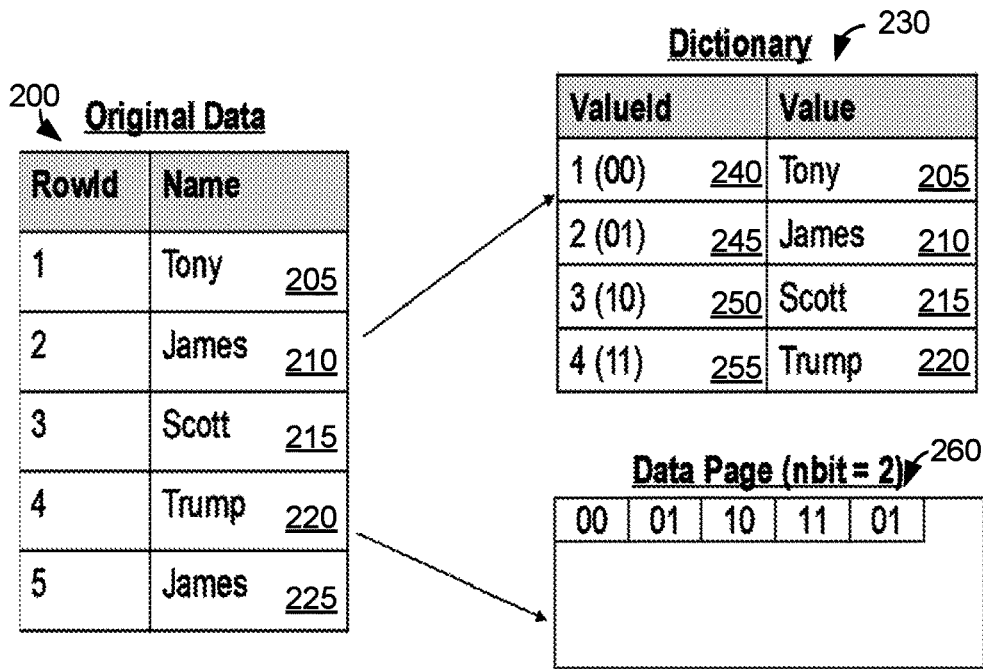 200
Original Data
RowId Name
1 Tony 205
2 James 210
3 Scott 215
4 Trump 220
5 James 225
Dictionary 230
ValueId Value
1 (00) 240 Tony 205
2 (01) 245 James 210
3 (10) 250 Scott 215
4 (11) 255 Trump 220
Data Page (nbit = 2) 260
00 01 10 11 01